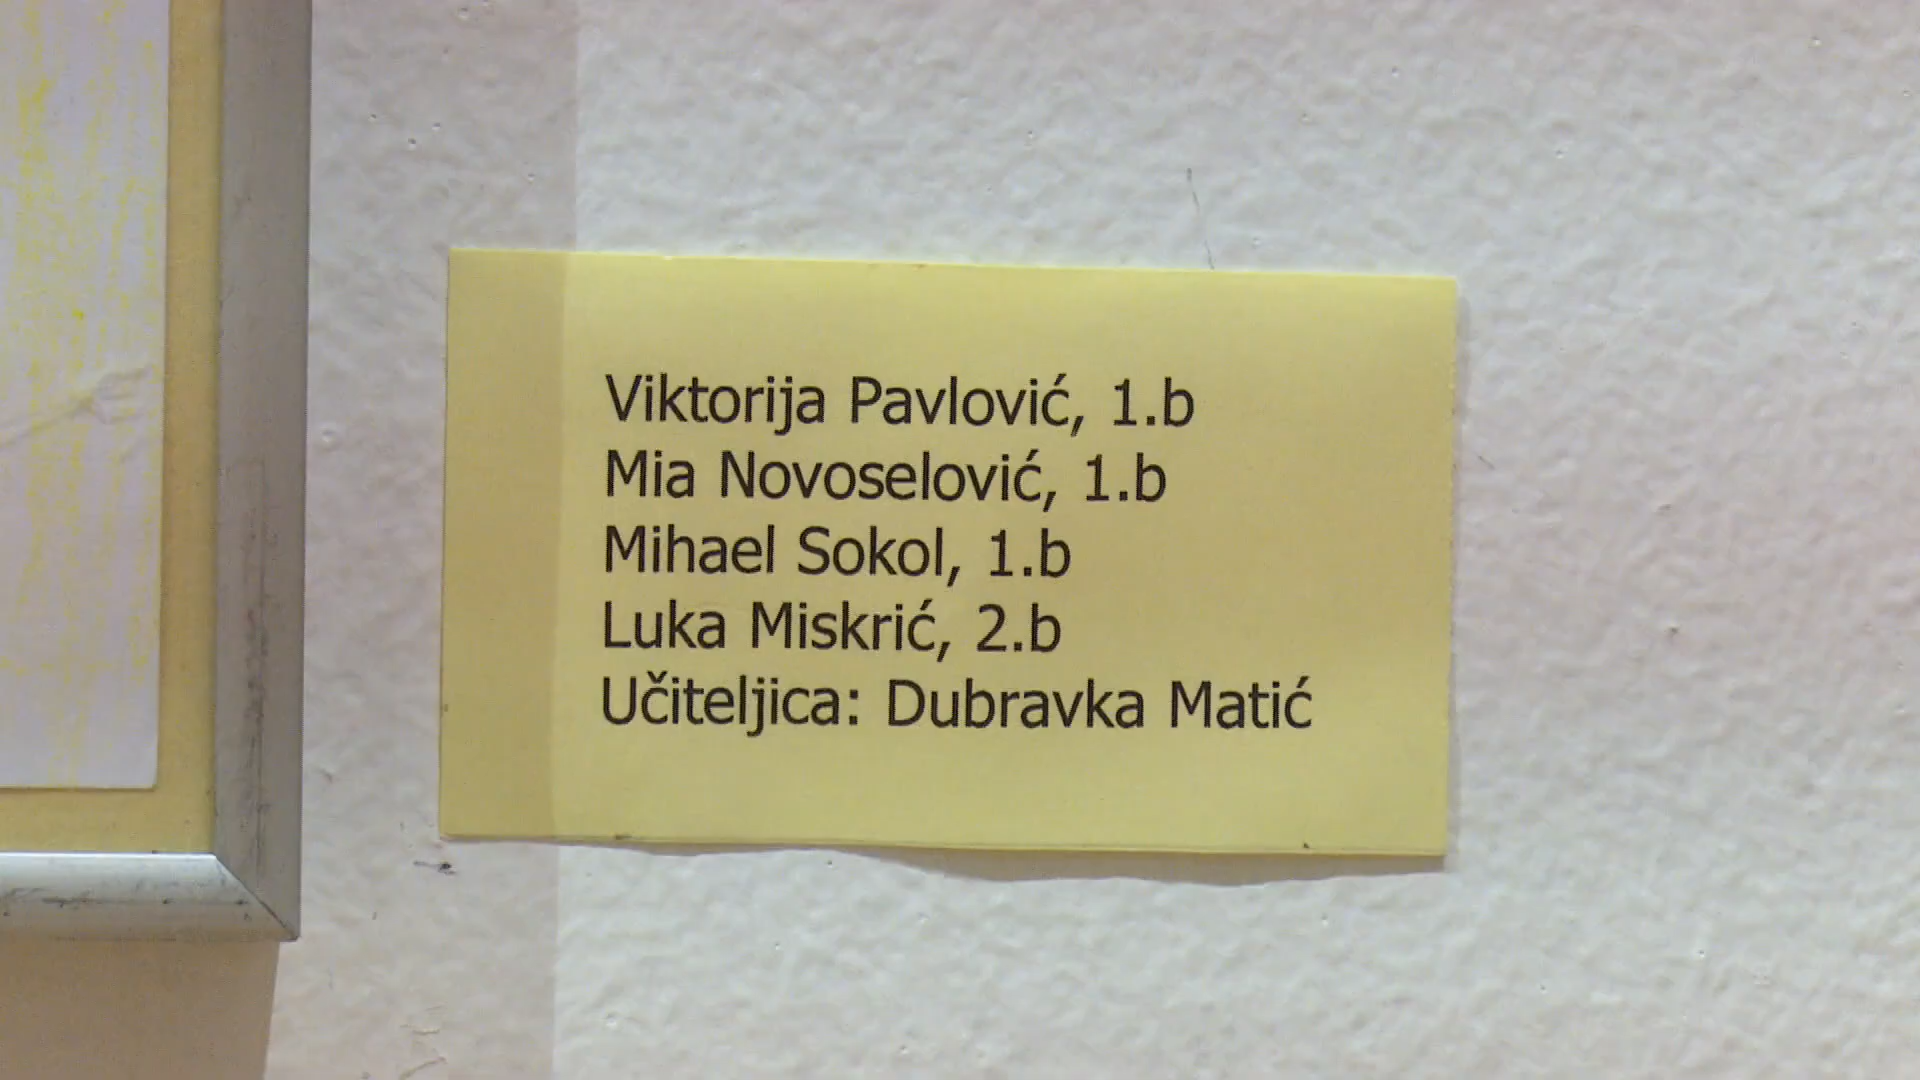 Viktorija Pavlović, 1.b
Mia Novoselović, 1.b
Mihael Sokol, 1.b
Luka Miskrić, 2.b
Učiteljica: Dubravka Matić